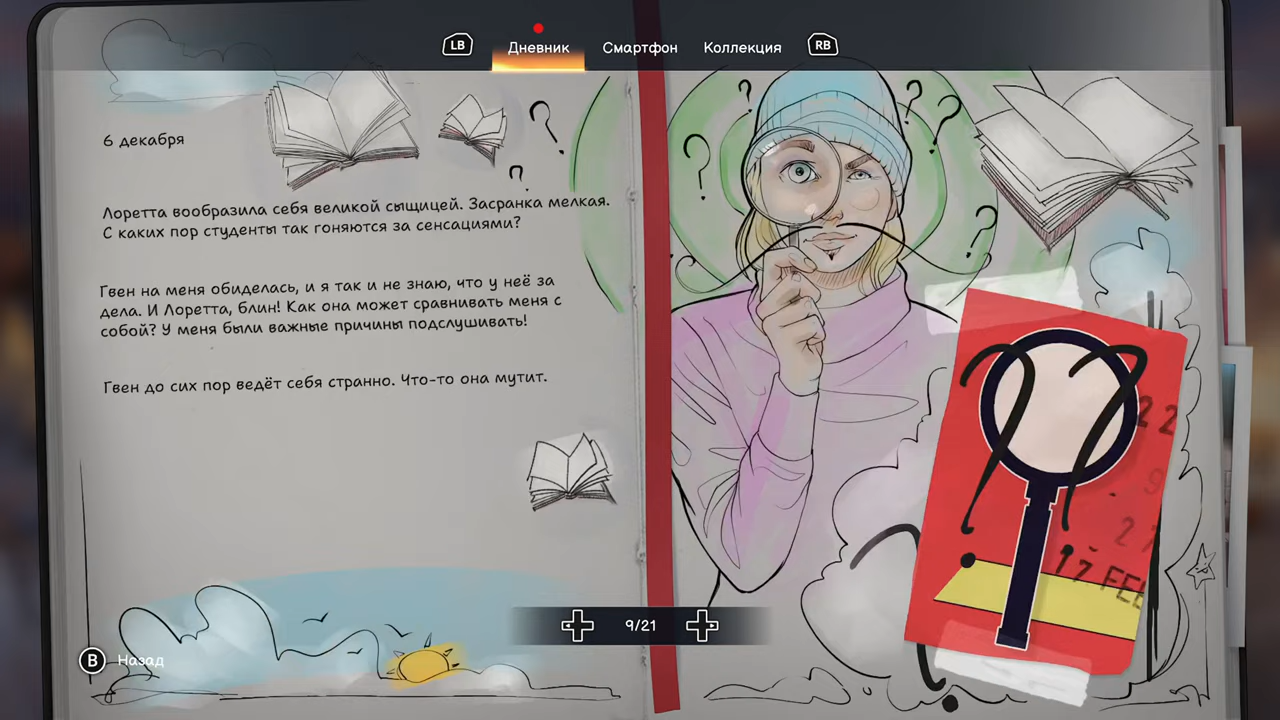 LB
Дневник
Смартфон
Коллекция
RB
6 декабря
Лоретта вообразила себя великой сыщицей. Засранка мелкая.
С каких пор студенты так гоняются за сенсациями?
Гвен на меня обиделась, и я так и не знаю, что у неё за
дела. И Лоретта, блин! Как она может сравнивать меня с
собой? У меня были важные причины подслушивать!
Гвен до сих пор ведёт себя странно. Что-то она мутит.
? ?
? ? ? ? ?
? ?
22
17 FEB
9/21
B Назад